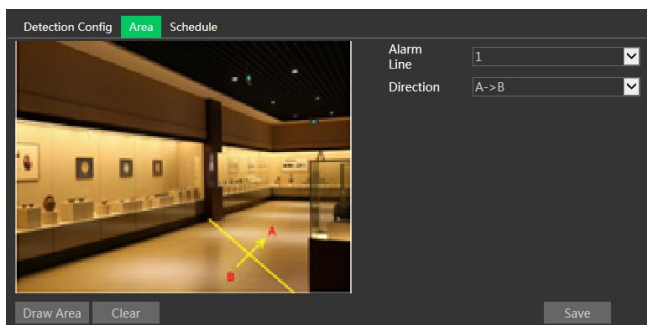 Detection Config Area Schedule
Alarm Line 1
Direction A->B
A
B
Draw Area Clear Save